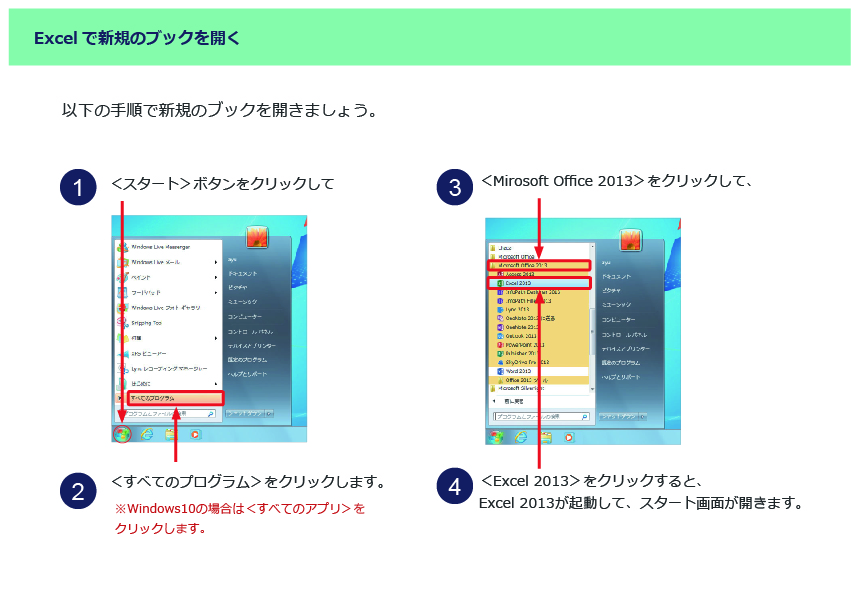 Excel で新規のブックを開く
以下の手順で新規のブックを開きましょう。
1
＜スタート＞ボタンをクリックして
Windows Live Messenger
Windows Live メール
ペイント
ワードパッド
Windows Live フォト ギャラリ
Snipping Too
付箋
XPS ビューアー
Lync レコーディング マネージャー
はじめに
すべてのプログラム
プログラムとファイルの検索
ドキュメント
ピクチャ
ミュージック
コンピューター
コントロール パネル
デバイスとプリンター
既定のプログラム
ヘルプとサポート
シャットダウン
2
＜すべてのプログラム＞をクリックします。
※Windows10の場合は＜すべてのアプリ＞を
クリックします。
3
＜Mirosoft Office 2013＞をクリックして、
Microsoft Office
Microsoft Office 2013
Access 2013
Excel 2013
InfoPath Designer 2013
InfoPath Filler 2013
Lync 2013
OneNote 2013
Outlook 2013
PowerPoint 2013
Publisher 2013
SkyDrive Pro 2013
Word 2013
Office 2013 ツール
Microsoft Silverlight
前に戻る
プログラムとファイルの検索
ドキュメント
ピクチャ
ミュージック
コンピューター
コントロール パネル
デバイスとプリンター
既定のプログラム
ヘルプとサポート
シャットダウン
4
＜Excel 2013＞をクリックすると、
Excel 2013が起動して、スタート画面が開きます。